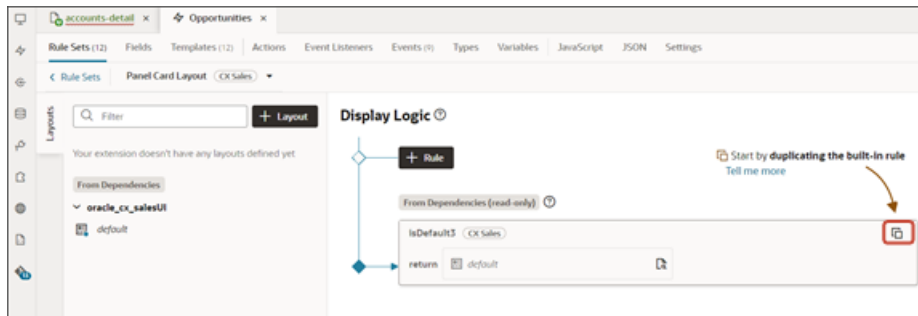 accounts-detail × Opportunities ×
Rule Sets (12) Fields Templates (12) Actions Event Listeners Events (9) Types Variables JavaScript JSON Settings
Rule Sets Panel Card Layout CX Sales
Layouts
Filter
+ Layout
Your extension doesn't have any layouts defined yet
From Dependencies
oracle_cx_salesUI
default
Display Logic
+ Rule
Start by duplicating the built-in rule
Tell me more
From Dependencies (read-only)
isDefault3 CX Sales
return default